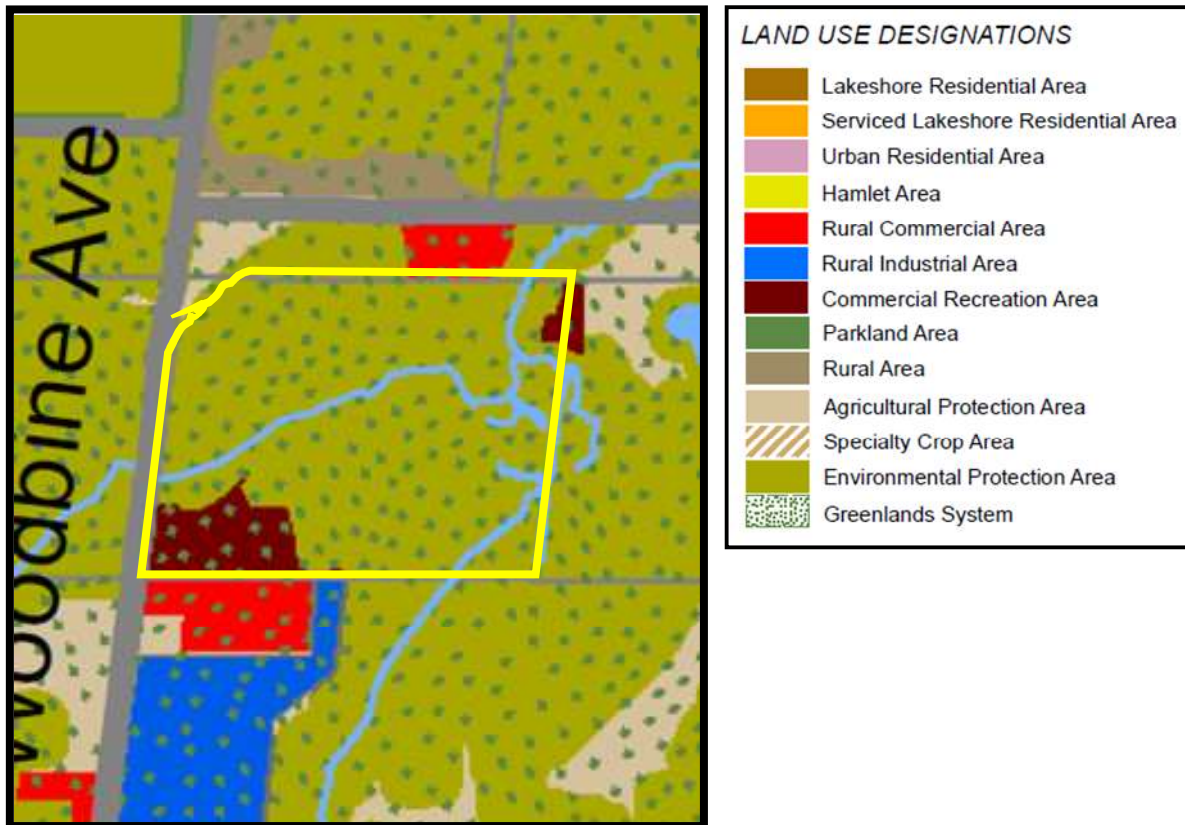 Woodbine Ave
LAND USE DESIGNATIONS
Lakeshore Residential Area
Serviced Lakeshore Residential Area
Urban Residential Area
Hamlet Area
Rural Commercial Area
Rural Industrial Area
Commercial Recreation Area
Parkland Area
Rural Area
Agricultural Protection Area
Specialty Crop Area
Environmental Protection Area
Greenlands System